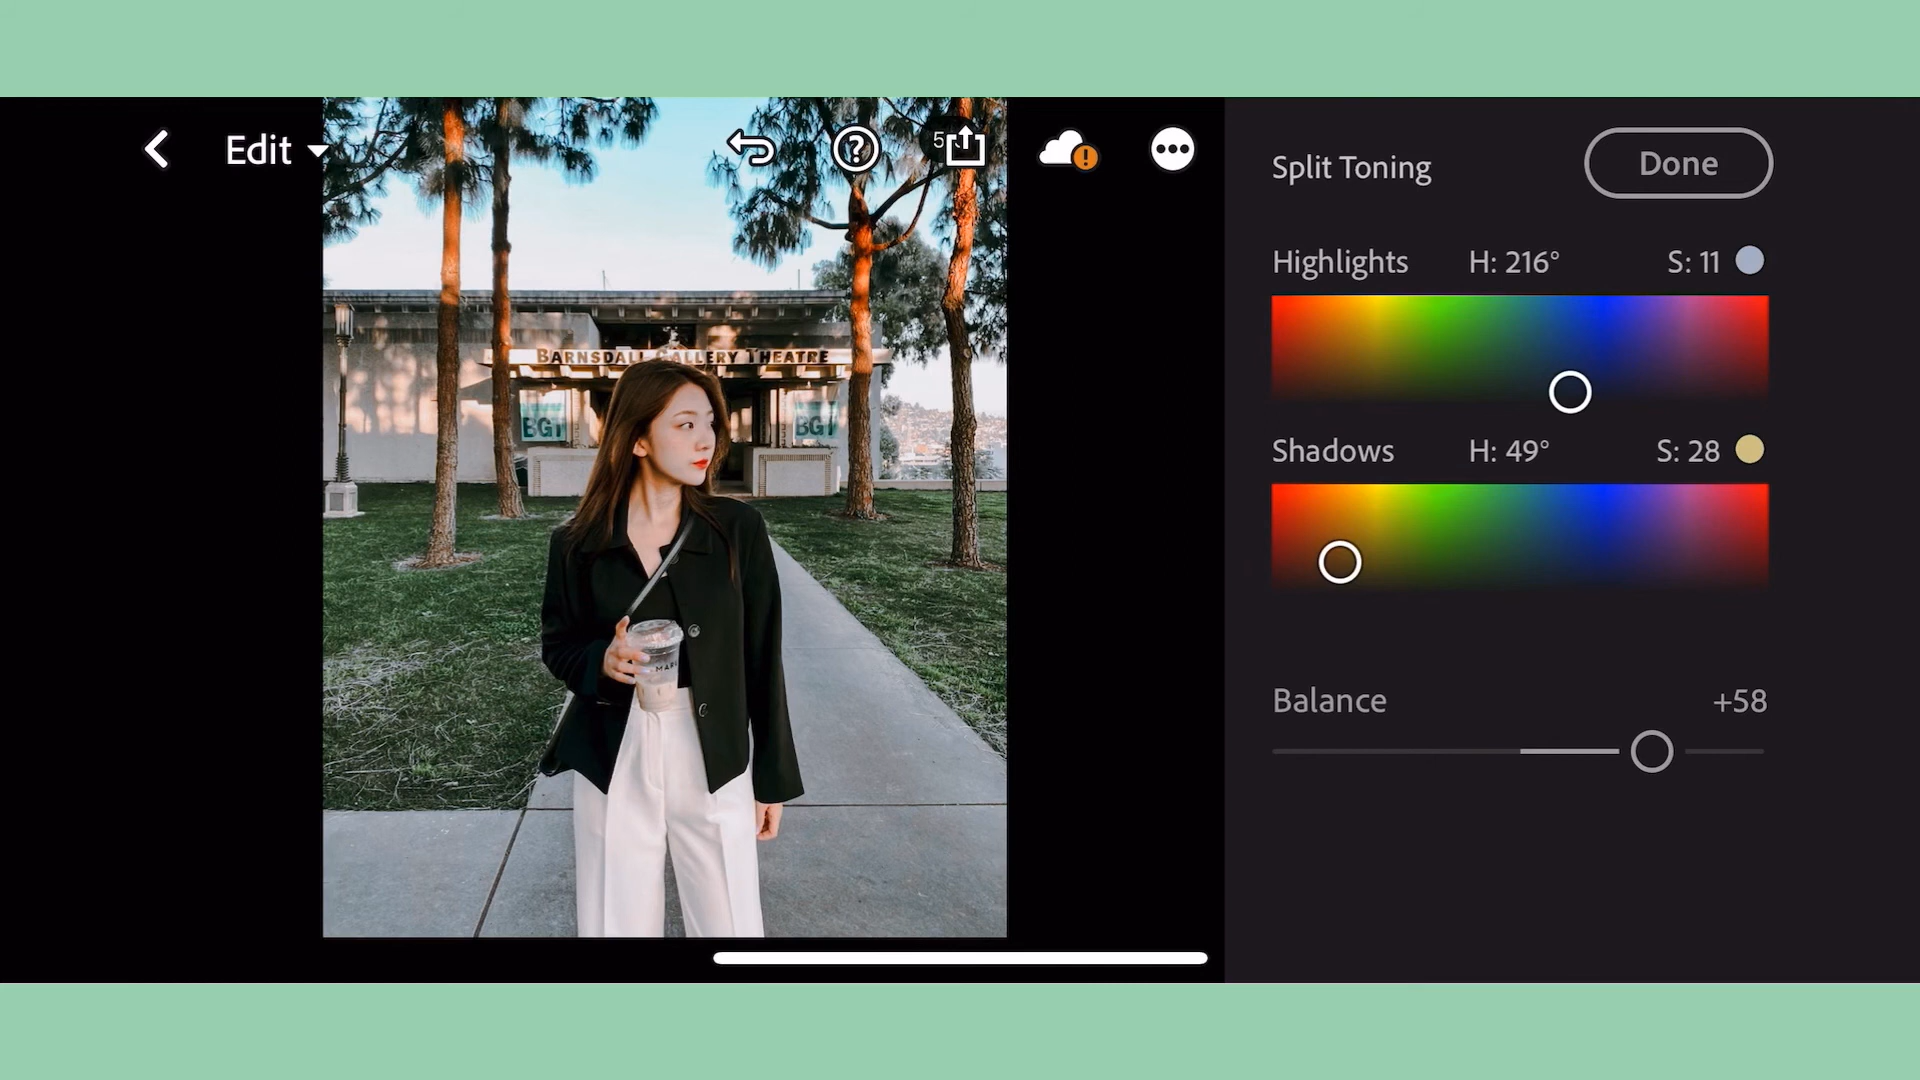 Edit
5
Split Toning
Done
Highlights H: 216° S: 11
Shadows H: 49° S: 28
Balance +58
BARNSDALL GALLERY THEATRE
BGT
BGT